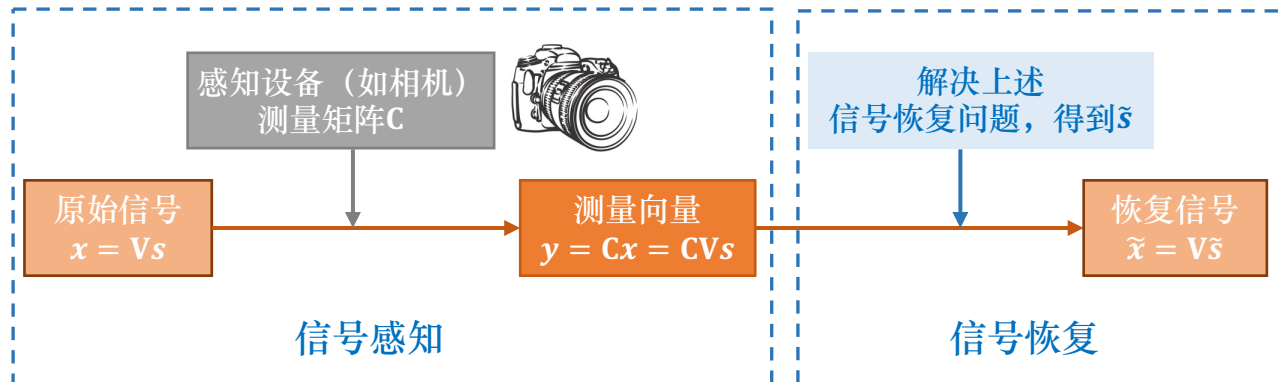 感知设备（如相机）
测量矩阵C
解决上述
信号恢复问题，得到s̃
原始信号
x = Vs
测量向量
y = Cx = CVs
恢复信号
x̃ = Vs̃
信号感知
信号恢复